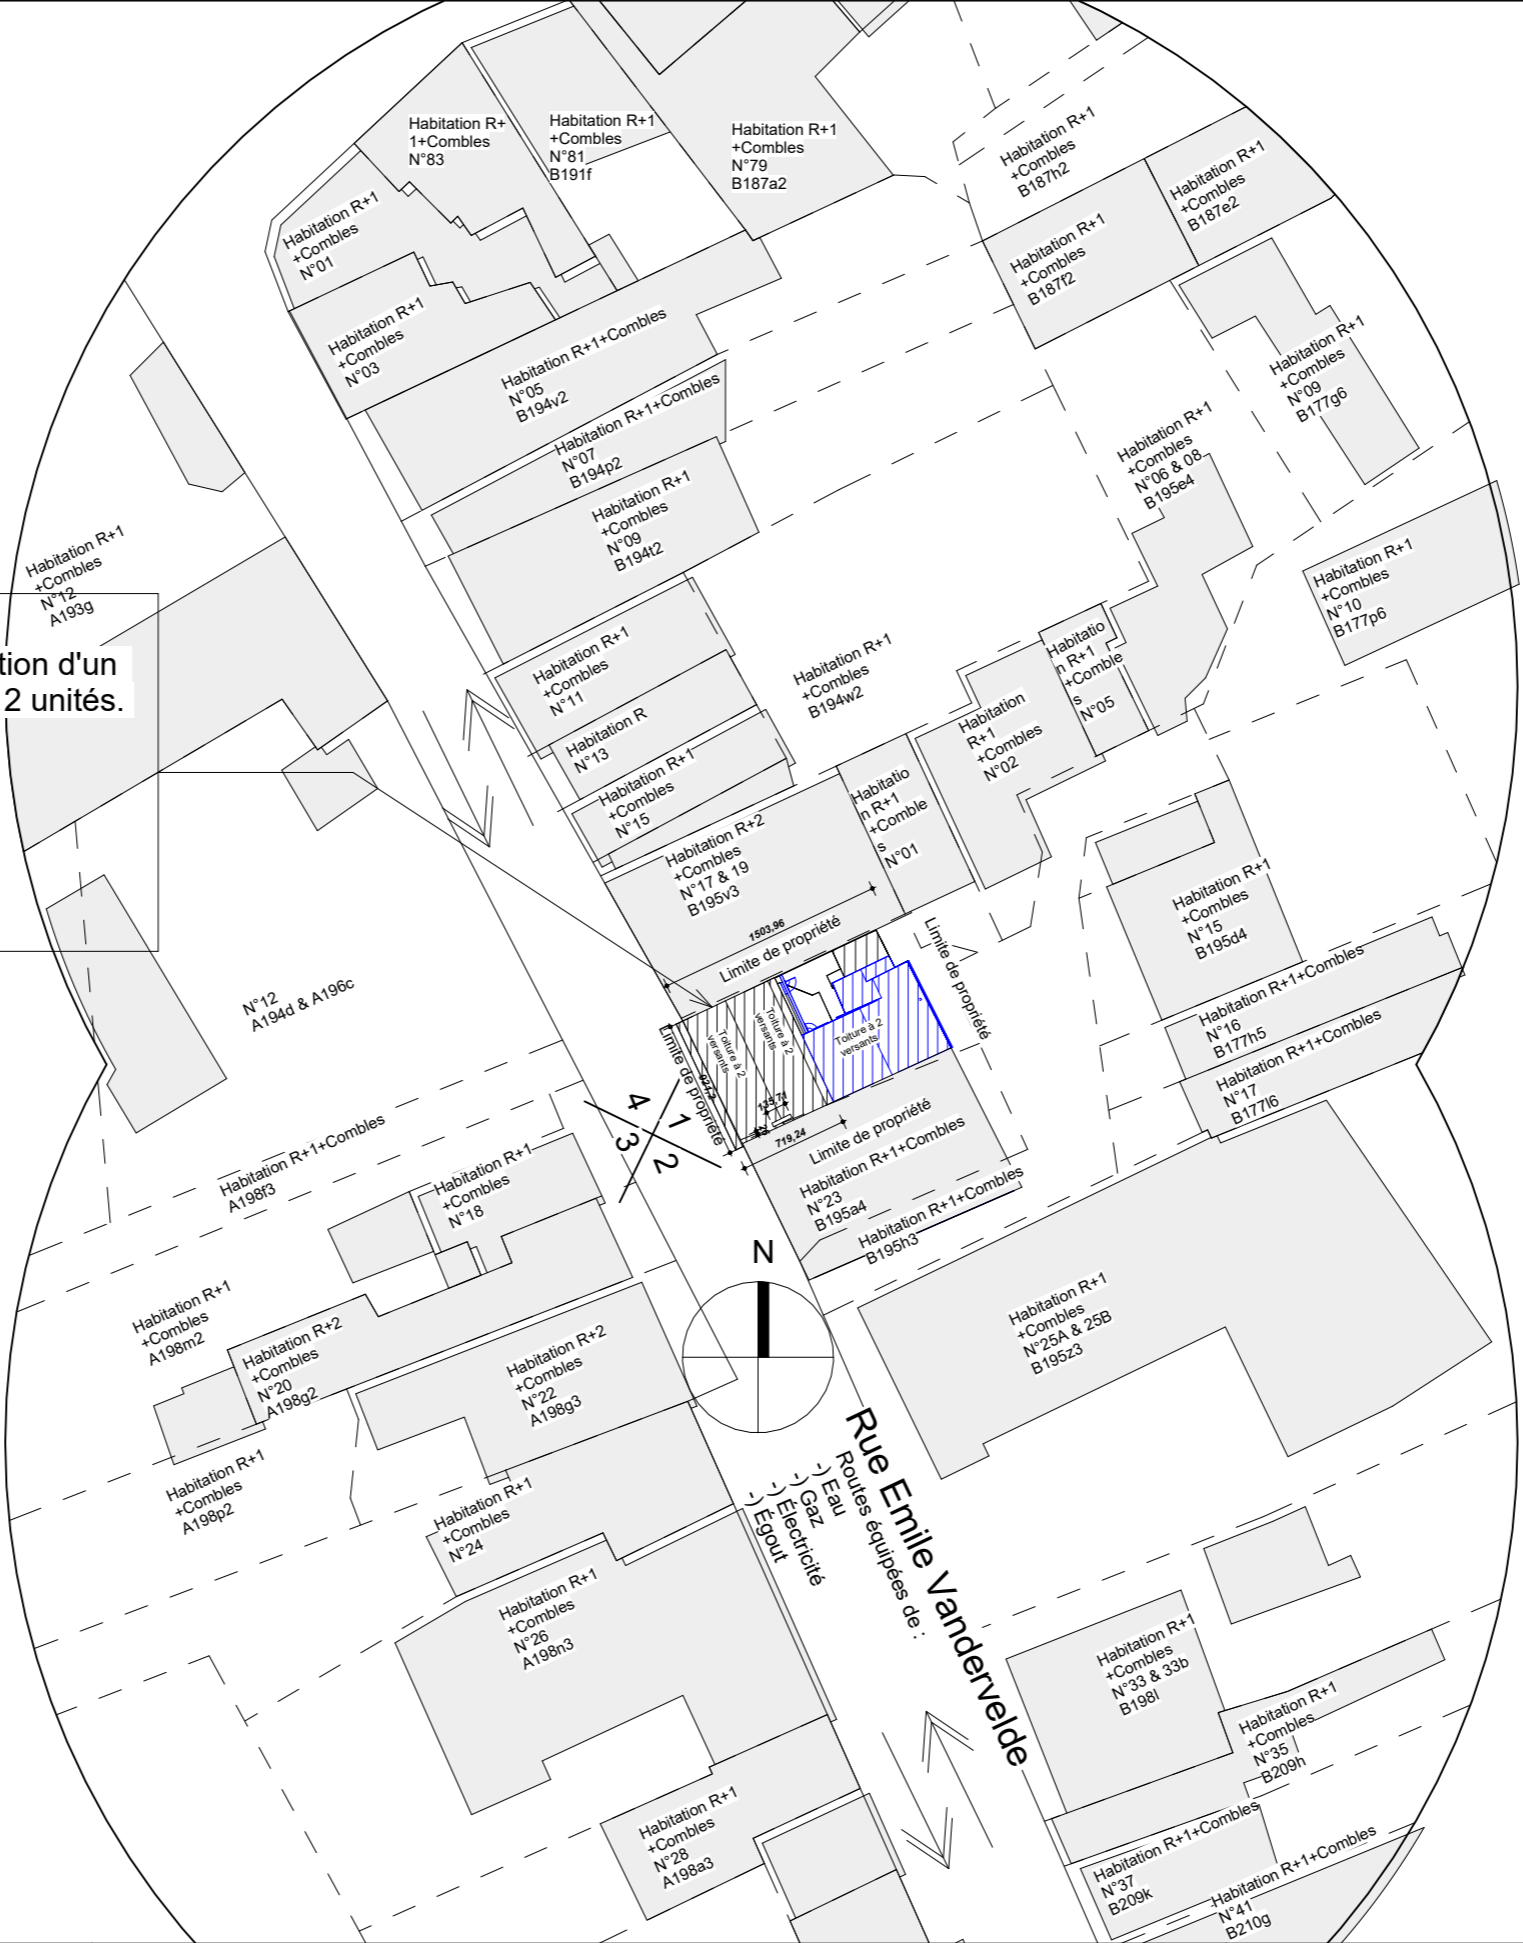 Habitation R+
1+Combles
N°83
Habitation R+1
+Combles
N°81
B191f
Habitation R+1
+Combles
N°79
B187a2
Habitation R+1
+Combles
B187h2
Habitation R+1
+Combles
B187e2
Habitation R+1
+Combles
N°01
Habitation R+1
+Combles
B187f2
Habitation R+1
+Combles
N°03
Habitation R+1+Combles
N°05
B194v2
Habitation R+1
+Combles
N°09
B177g6
Habitation R+1+Combles
N°07
B194p2
Habitation R+1
+Combles
N°06 & 08
B195e4
Habitation R+1
+Combles
N°09
B194t2
Habitation R+1
+Combles
N°12
A193g
Habitation R+1
+Combles
N°10
B177p6
tion d'un
2 unités.
Habitation R+1
+Combles
N°11
Habitation R+1
+Combles
B194w2
Habitatio
n R+1
+Comble
s
N°05
Habitation
R+1
+Combles
N°02
Habitation R
N°13
Habitation R+1
+Combles
N°15
Habitatio
n R+1
+Comble
s
N°01
Habitation R+2
+Combles
N°17 & 19
B195v3
Habitation R+1
+Combles
N°15
B195d4
1503,96
Limite de propriété
Limite de propriété
Habitation R+1+Combles
N°16
B177h5
N°12
A194d & A196c
Toiture à 2
versants
Toiture à 2
versants
Toiture à 2
versants
Limite de propriété
921,2
135,71
719,24
Limite de propriété
Habitation R+1+Combles
N°17
B177l6
4
1
3
2
Habitation R+1+Combles
A198f3
Habitation R+1
+Combles
N°18
Habitation R+1+Combles
N°23
B195a4
Habitation R+1+Combles
B195h3
N
Habitation R+1
+Combles
A198m2
Habitation R+2
+Combles
N°20
A198g2
Habitation R+2
+Combles
N°22
A198g3
Habitation R+1
+Combles
N°25A & 25B
B195z3
Habitation R+1
+Combles
A198p2
Habitation R+1
+Combles
N°24
Rue Emile Vandervelde
Routes équipées de :
-) Eau
-) Gaz
-) Électricité
-) Égout
Habitation R+1
+Combles
N°26
A198n3
Habitation R+1
+Combles
N°33 & 33b
B198l
Habitation R+1
+Combles
N°35
B209h
Habitation R+1
+Combles
N°28
A198a3
Habitation R+1+Combles
N°37
B209k
Habitation R+1+Combles
N°41
B210g